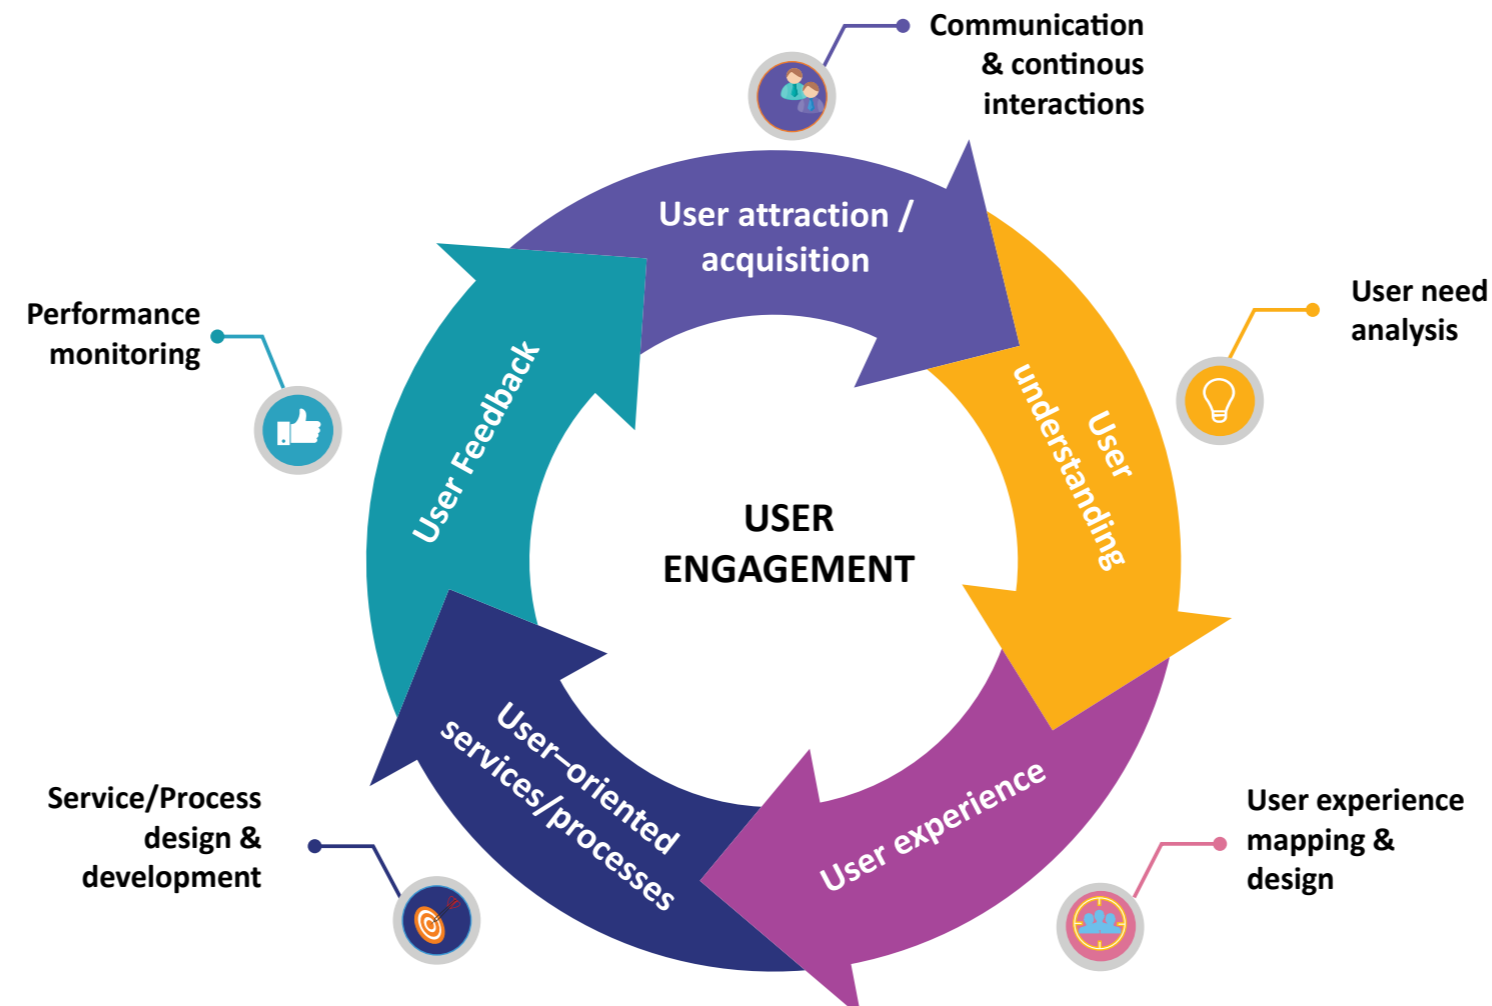 Communication
& continous
interactions
User attraction /
acquisition
User need
analysis
User
understanding
User experience
mapping &
design
User experience
Service/Process
design &
development
User–oriented
services/processes
Performance
monitoring
User Feedback
USER
ENGAGEMENT